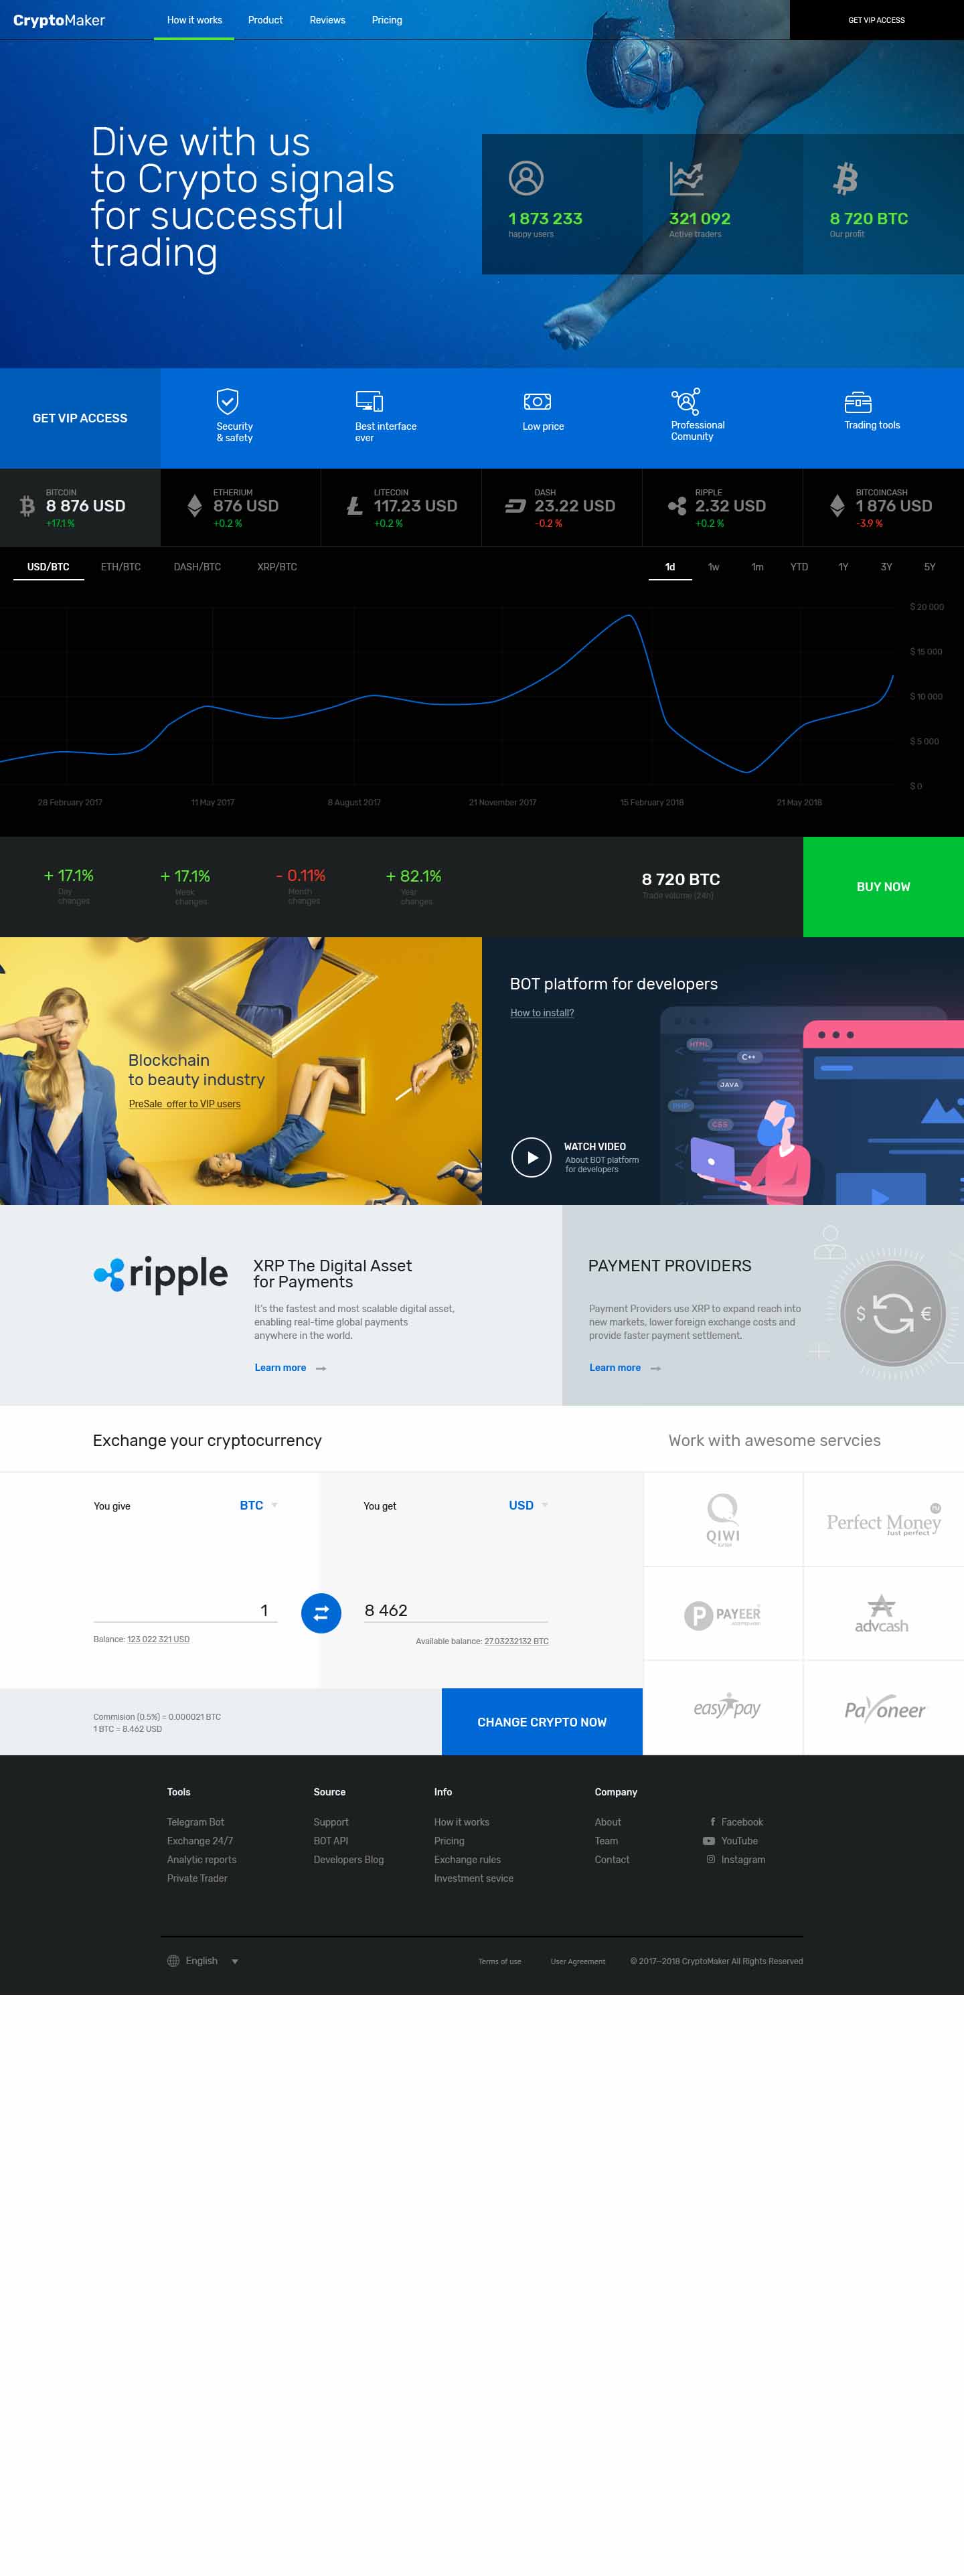 CryptoMaker
How it works
Product
Reviews
Pricing
GET VIP ACCESS
Dive with us
to Crypto signals
for successful
trading
1 873 233
happy users
321 092
Active traders
8 720 BTC
Our profit
GET VIP ACCESS
Security
& safety
Best interface
ever
Low price
Professional
Comunity
Trading tools
BITCOIN
8 876 USD
+17.1 %
ETHERIUM
876 USD
+0.2 %
LITECOIN
117.23 USD
+0.2 %
DASH
23.22 USD
-0.2 %
RIPPLE
2.32 USD
+0.2 %
BITCOINCASH
1 876 USD
-3.9 %
USD/BTC
ETH/BTC
DASH/BTC
XRP/BTC
1d
1w
1m
YTD
1Y
3Y
5Y
$ 20 000
$ 15 000
$ 10 000
$ 5 000
$ 0
28 February 2017
11 May 2017
8 August 2017
21 November 2017
15 February 2018
21 May 2018
+ 17.1%
Day
changes
+ 17.1%
Week
changes
- 0.11%
Month
changes
+ 82.1%
Year
changes
8 720 BTC
Trade volume (24h)
BUY NOW
Blockchain
to beauty industry
PreSale offer to VIP users
BOT platform for developers
How to install?
HTML
C++
JAVA
PHP
CSS
WATCH VIDEO
About BOT platform
for developers
ripple
XRP The Digital Asset
for Payments
It's the fastest and most scalable digital asset,
enabling real-time global payments
anywhere in the world.
Learn more
PAYMENT PROVIDERS
Payment Providers use XRP to expand reach into
new markets, lower foreign exchange costs and
provide faster payment settlement.
Learn more
$ €
Exchange your cryptocurrency
Work with awesome servcies
You give
BTC
You get
USD
1
8 462
Balance: 123 022 321 USD
Available balance: 27.03232132 BTC
Commision (0.5%) = 0.000021 BTC
1 BTC = 8.462 USD
CHANGE CRYPTO NOW
QIWI
Perfect Money
PM
Just perfect
P PAYEER
advcash
easypay
Payoneer
Tools
Telegram Bot
Exchange 24/7
Analytic reports
Private Trader
Source
Support
BOT API
Developers Blog
Info
How it works
Pricing
Exchange rules
Investment sevice
Company
About
Team
Contact
Facebook
YouTube
Instagram
English
Terms of use
User Agreement
© 2017—2018 CryptoMaker All Rights Reserved